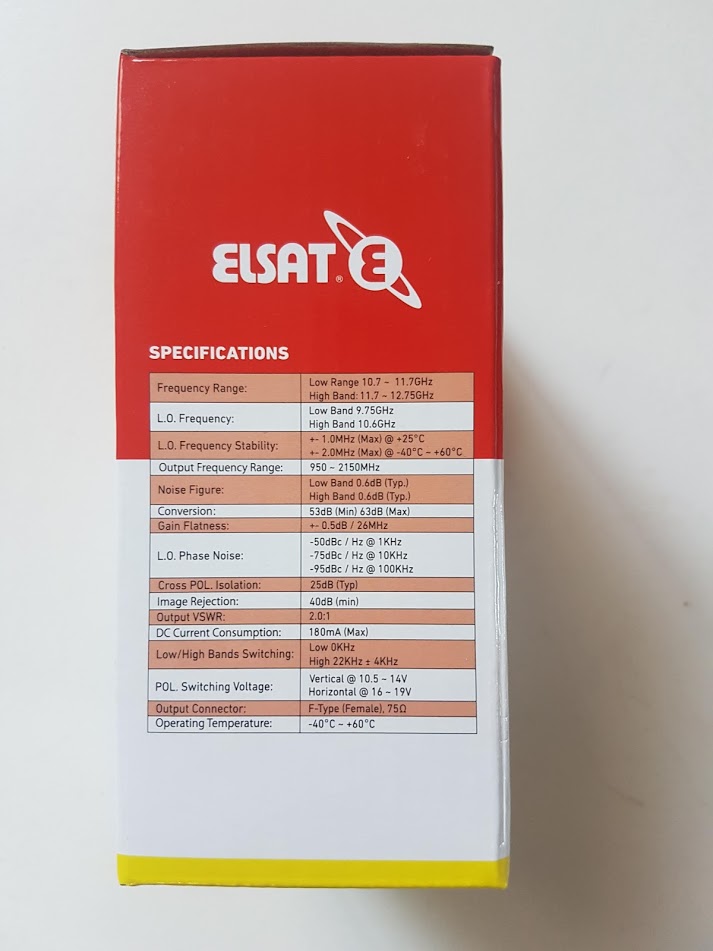 ELSAT® E
SPECIFICATIONS
Frequency Range: Low Range 10.7 ~ 11.7GHz
High Band: 11.7 ~ 12.75GHz
L.O. Frequency: Low Band 9.75GHz
High Band 10.6GHz
L.O. Frequency Stability: +- 1.0MHz (Max) @ +25°C
+- 2.0MHz (Max) @ -40°C ~ +60°C
Output Frequency Range: 950 ~ 2150MHz
Noise Figure: Low Band 0.6dB (Typ.)
High Band 0.6dB (Typ.)
Conversion: 53dB (Min) 63dB (Max)
Gain Flatness: +- 0.5dB / 26MHz
L.O. Phase Noise: -50dBc / Hz @ 1KHz
-75dBc / Hz @ 10KHz
-95dBc / Hz @ 100KHz
Cross POL. Isolation: 25dB (Typ)
Image Rejection: 40dB (min)
Output VSWR: 2.0:1
DC Current Consumption: 180mA (Max)
Low/High Bands Switching: Low 0KHz
High 22KHz ± 4KHz
POL. Switching Voltage: Vertical @ 10.5 ~ 14V
Horizontal @ 16 ~ 19V
Output Connector: F-Type (Female), 75Ω
Operating Temperature: -40°C ~ +60°C